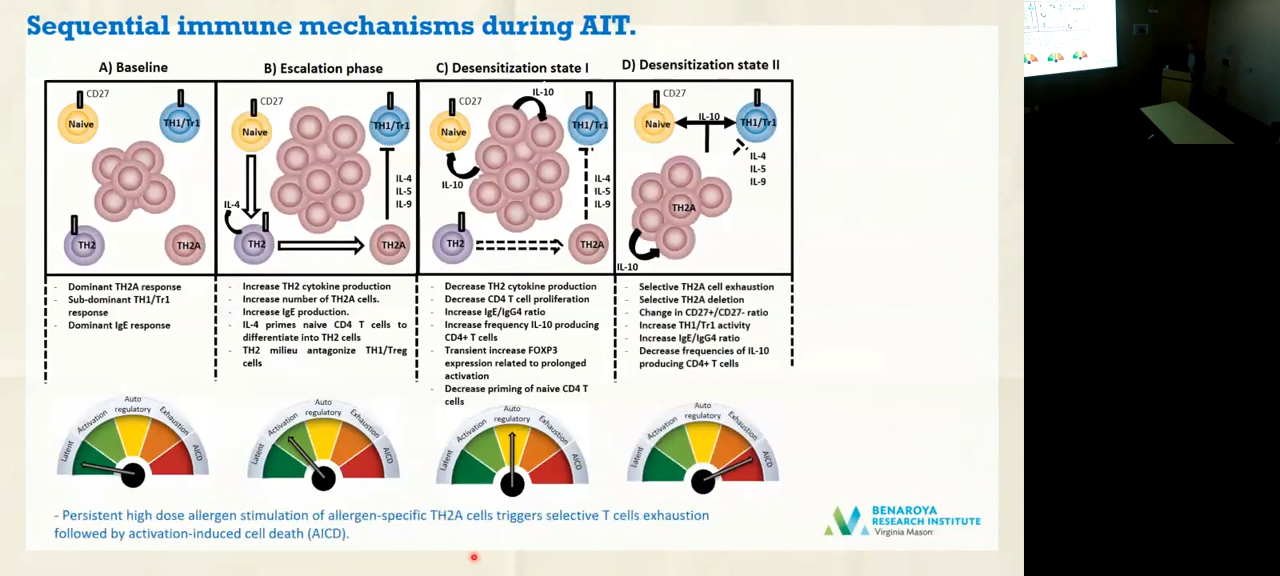 Sequential immune mechanisms during AIT.
A) Baseline
B) Escalation phase
C) Desensitization state I
D) Desensitization state II
CD27
Naive
TH1/Tr1
TH2
TH2A
CD27
Naive
TH1/Tr1
IL-4
IL-4
IL-5
IL-9
TH2
TH2A
IL-10
CD27
Naive
TH1/Tr1
IL-10
IL-4
IL-5
IL-9
TH2
TH2A
CD27
Naive
IL-10
TH1/Tr1
IL-4
IL-5
IL-9
TH2A
IL-10
- Dominant TH2A response
- Sub-dominant TH1/Tr1
response
- Dominant IgE response
- Increase TH2 cytokine production
- Increase number of TH2A cells.
- Increase IgE production.
- IL-4 primes naive CD4 T cells to
differentiate into TH2 cells
- TH2 milieu antagonize TH1/Treg
cells
- Decrease TH2 cytokine production
- Decrease CD4 T cell proliferation
- Increase IgE/IgG4 ratio
- Increase frequency IL-10 producing
CD4+ T cells
- Transient increase FOXP3
expression related to prolonged
activation
- Decrease priming of naive CD4 T
cells
- Selective TH2A cell exhaustion
- Selective TH2A deletion
- Change in CD27+/CD27- ratio
- Increase TH1/Tr1 activity
- Increase IgE/IgG4 ratio
- Decrease frequencies of IL-10
producing CD4+ T cells
Latent
Activation
Auto
regulatory
Exhaustion
AICD
Latent
Activation
Auto
regulatory
Exhaustion
AICD
Latent
Activation
Auto
regulatory
Exhaustion
AICD
Latent
Activation
Auto
regulatory
Exhaustion
AICD
- Persistent high dose allergen stimulation of allergen-specific TH2A cells triggers selective T cells exhaustion
followed by activation-induced cell death (AICD).
BENAROYA
RESEARCH INSTITUTE
Virginia Mason